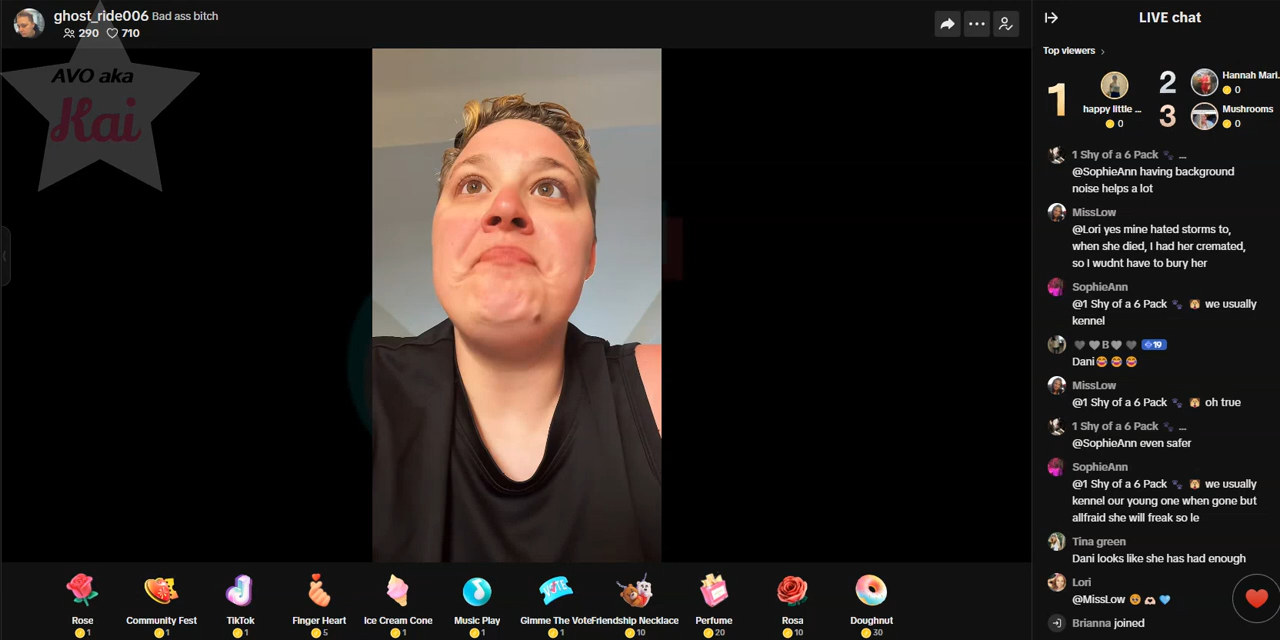 ghost_ride006 Bad ass bitch
290 710
AVO aka
Kai
LIVE chat
Top viewers
1
happy little ...
0
2
Hannah Mari.
0
3
Mushrooms
0
1 Shy of a 6 Pack 🐾 ...
@SophieAnn having background
noise helps a lot
MissLow
@Lori yes mine hated storms to,
when she died, I had her cremated,
so I wudnt have to bury her
SophieAnn
@1 Shy of a 6 Pack 🐾 🐹 we usually
kennel
🖤 🩶B🩶 🖤 19
Dani😂 😂 😂
MissLow
@1 Shy of a 6 Pack 🐾 🐹 oh true
1 Shy of a 6 Pack 🐾 ...
@SophieAnn even safer
SophieAnn
@1 Shy of a 6 Pack 🐾 🐹 we usually
kennel our young one when gone but
allfraid she will freak so le
Tina green
Dani looks like she has had enough
Lori
@MissLow 🥺 🫶 🩵
Brianna joined
Rose
1
Community Fest
1
TikTok
1
Finger Heart
5
Ice Cream Cone
1
Music Play
1
VOTE
Gimme The Vote
1
Friendship Necklace
10
Perfume
20
Rosa
10
Doughnut
30